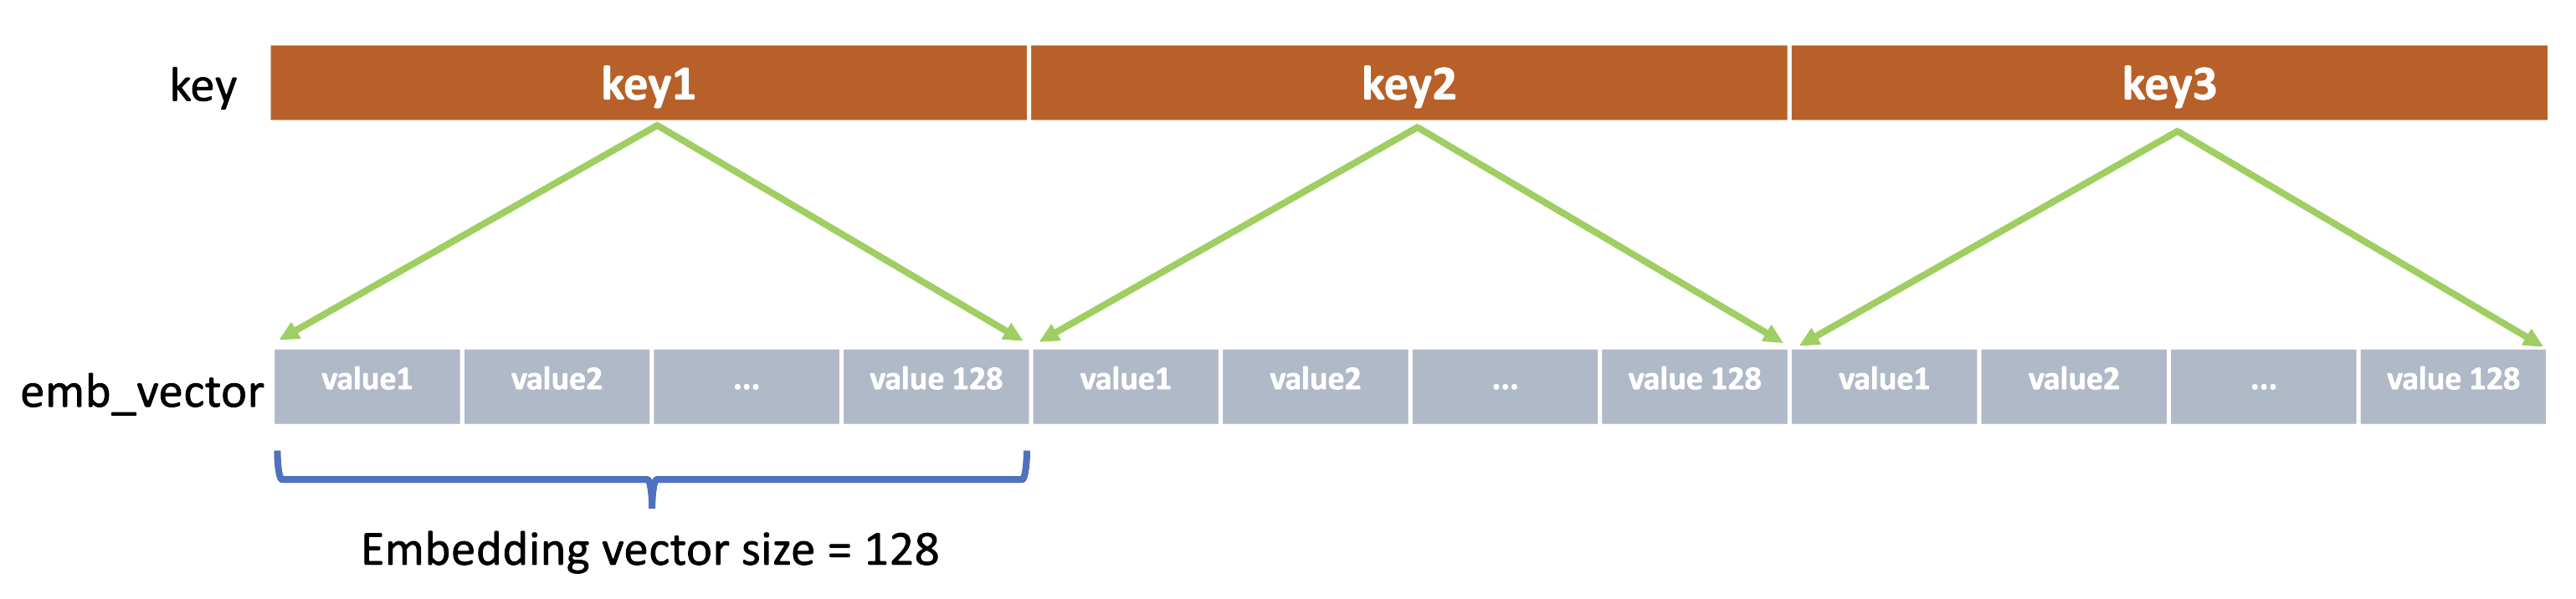 key key1 key2 key3
emb_vector value1 value2 ... value 128 value1 value2 ... value 128 value1 value2 ... value 128
Embedding vector size = 128